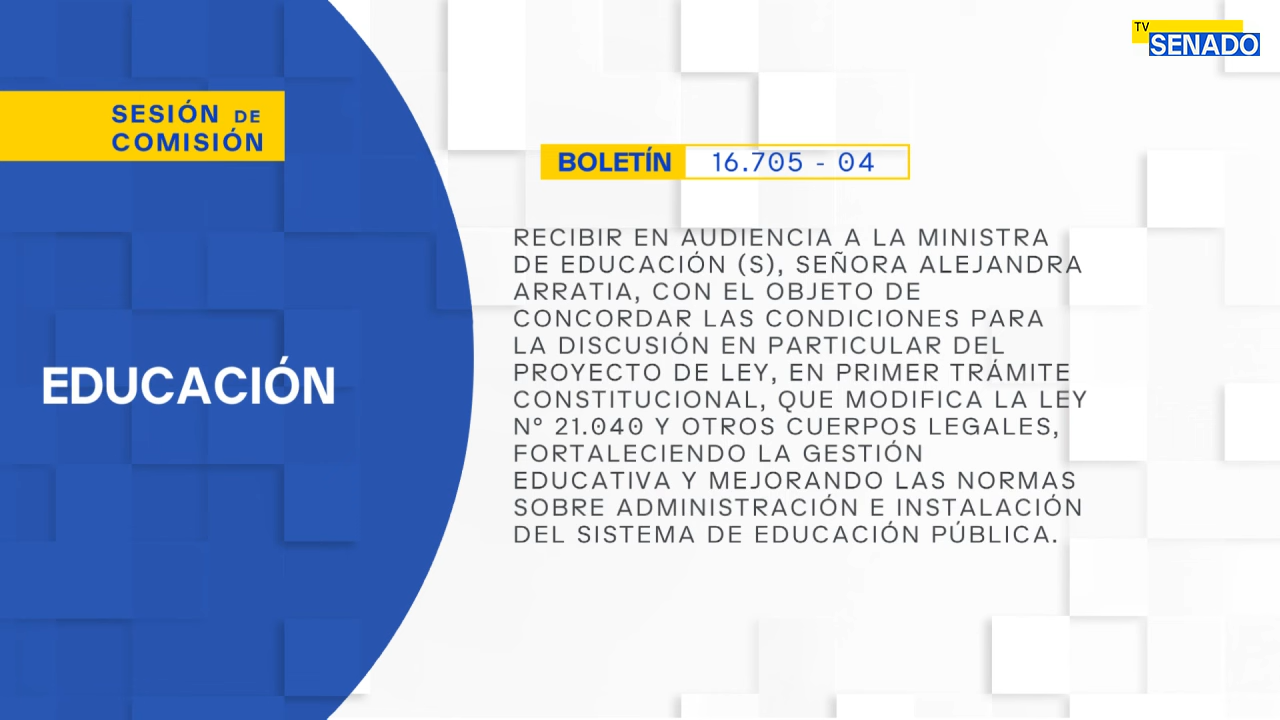 TV
SENADO
SESIÓN DE
COMISIÓN
EDUCACIÓN
BOLETÍN 16.705 - 04
RECIBIR EN AUDIENCIA A LA MINISTRA
DE EDUCACIÓN (S), SEÑORA ALEJANDRA
ARRATIA, CON EL OBJETO DE
CONCORDAR LAS CONDICIONES PARA
LA DISCUSIÓN EN PARTICULAR DEL
PROYECTO DE LEY, EN PRIMER TRÁMITE
CONSTITUCIONAL, QUE MODIFICA LA LEY
N° 21.040 Y OTROS CUERPOS LEGALES,
FORTALECIENDO LA GESTIÓN
EDUCATIVA Y MEJORANDO LAS NORMAS
SOBRE ADMINISTRACIÓN E INSTALACIÓN
DEL SISTEMA DE EDUCACIÓN PÚBLICA.